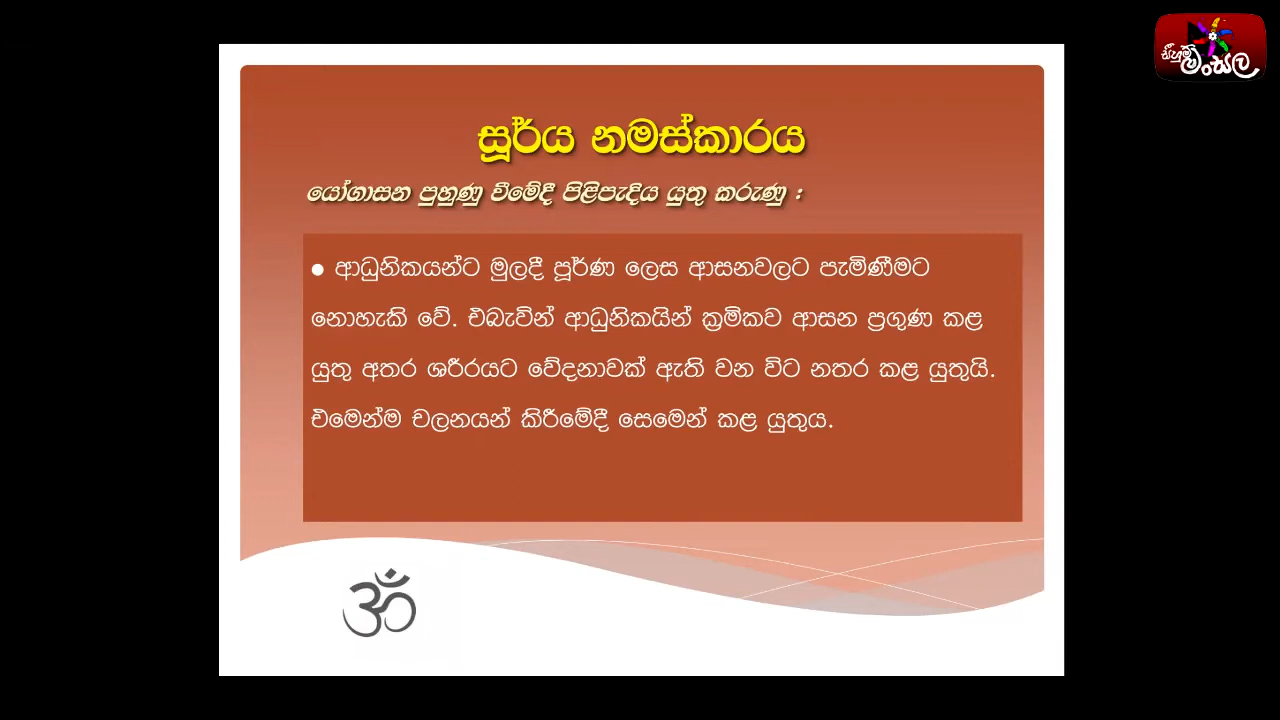 සිහුම්
මංසල
සූර්ය නමස්කාරය
යෝගාසන පුහුණු වීමේදී පිළිපැදිය යුතු කරුණු :
• ආධුනිකයන්ට මුලදී පූර්ණ ලෙස ආසනවලට පැමිණීමට
නොහැකි වේ. එබැවින් ආධුනිකයින් ක්‍රමිකව ආසන ප්‍රගුණ කළ
යුතු අතර ශරීරයට වේදනාවක් ඇති වන විට නතර කළ යුතුයි.
එමෙන්ම චලනයන් කිරීමේදී සෙමෙන් කළ යුතුය.
ॐ